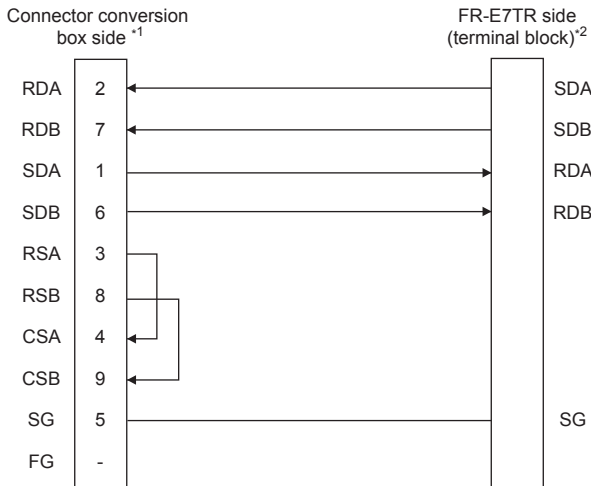 Connector conversion
box side *1
FR-E7TR side
(terminal block)*2
RDA 2 SDA
RDB 7 SDB
SDA 1 RDA
SDB 6 RDB
RSA 3
RSB 8
CSA 4
CSB 9
SG 5 SG
FG -